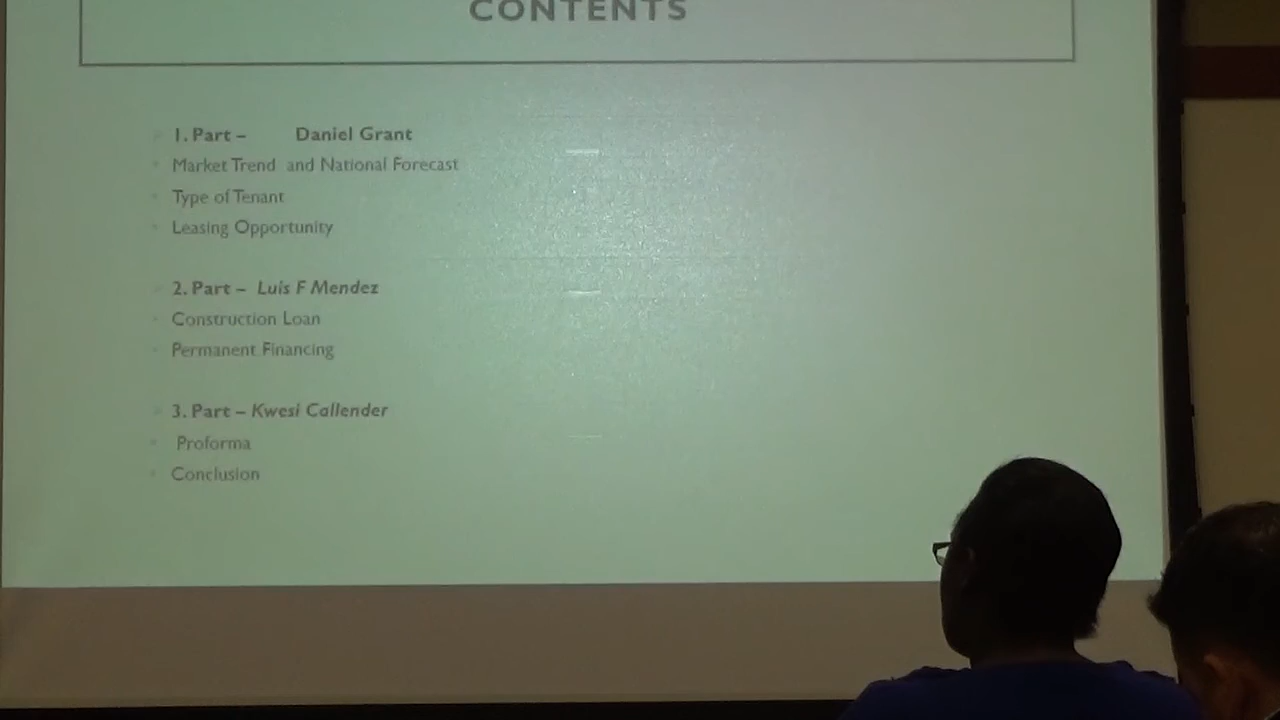 CONTENTS
1. Part – Daniel Grant
Market Trend and National Forecast
Type of Tenant
Leasing Opportunity
2. Part – Luis F Mendez
Construction Loan
Permanent Financing
3. Part – Kwesi Callender
Proforma
Conclusion